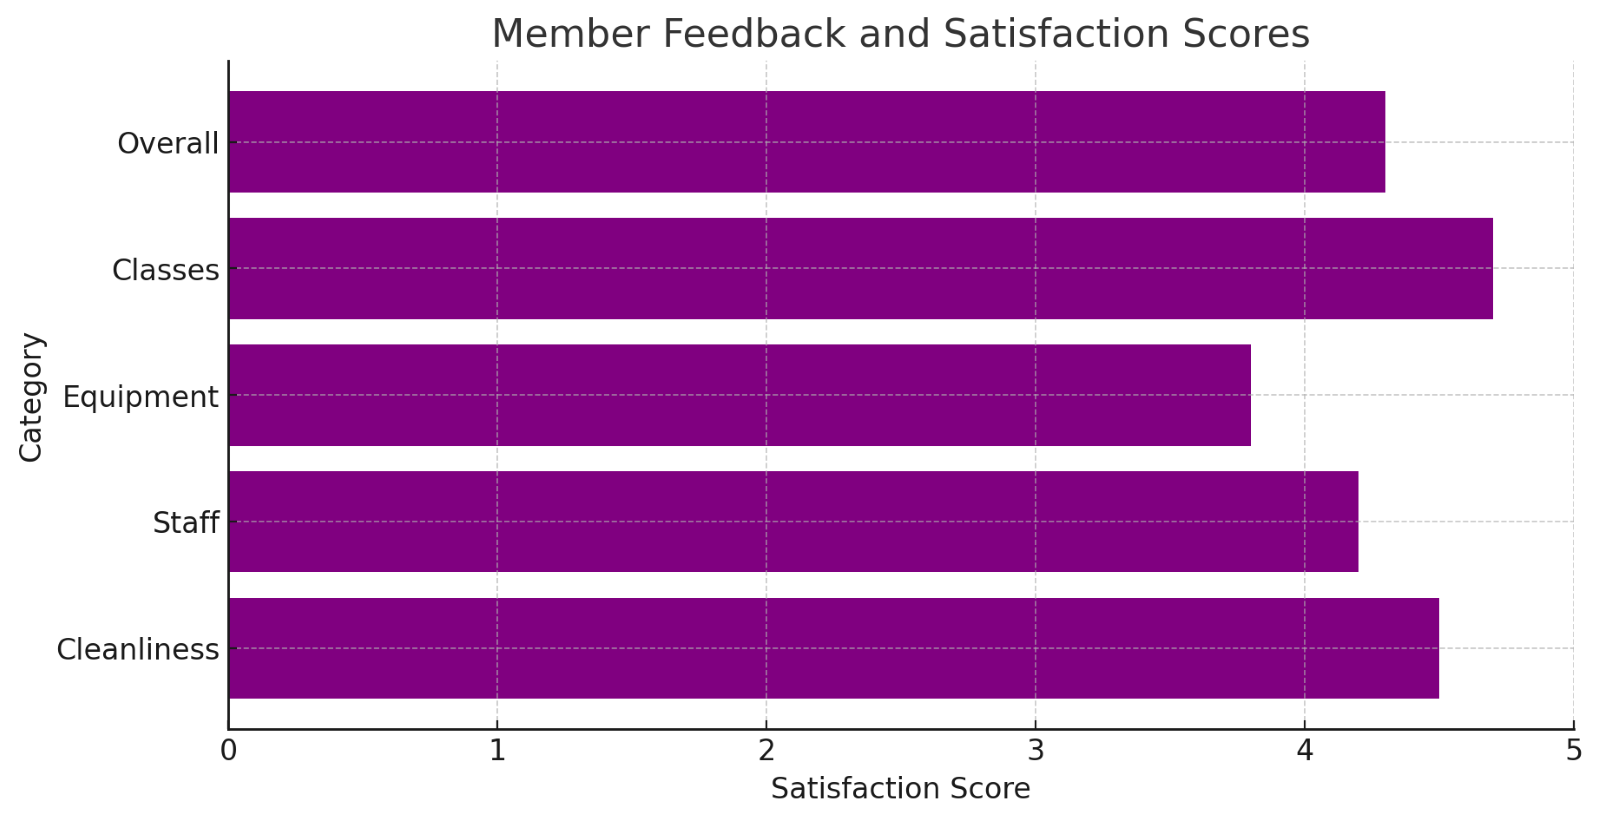 Member Feedback and Satisfaction Scores
Overall
Classes
Equipment
Staff
Cleanliness
Category
0 1 2 3 4 5
Satisfaction Score